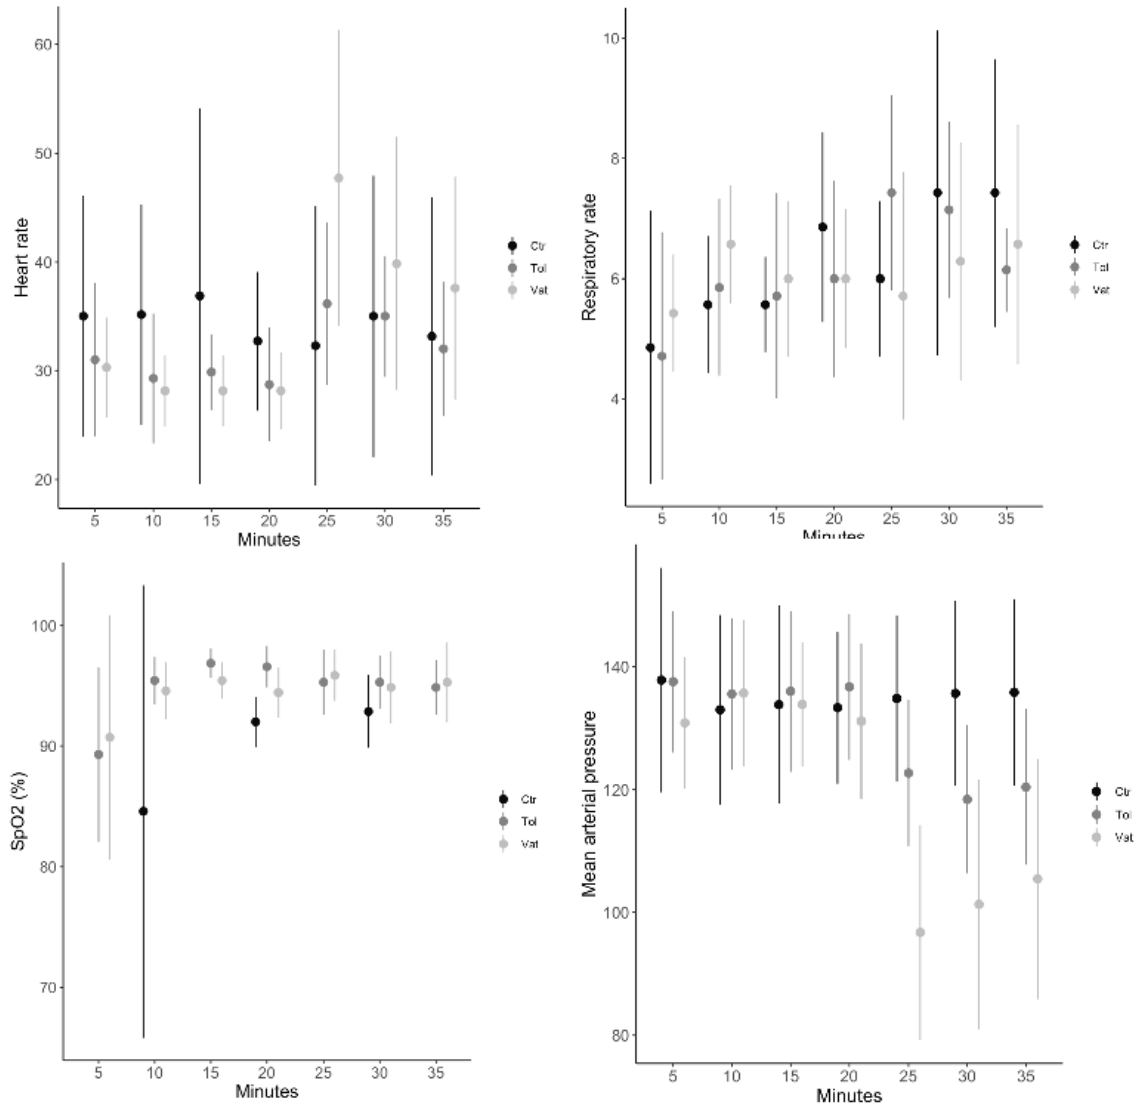 Heart rate
60
50
40
30
20
5 10 15 20 25 30 35
Minutes
Ctr
Tol
Vat
Respiratory rate
10
8
6
4
5 10 15 20 25 30 35
Minutes
Ctr
Tol
Vat
SpO2 (%)
100
90
80
70
5 10 15 20 25 30 35
Minutes
Ctr
Tol
Vat
Mean arterial pressure
140
120
100
80
5 10 15 20 25 30 35
Minutes
Ctr
Tol
Vat